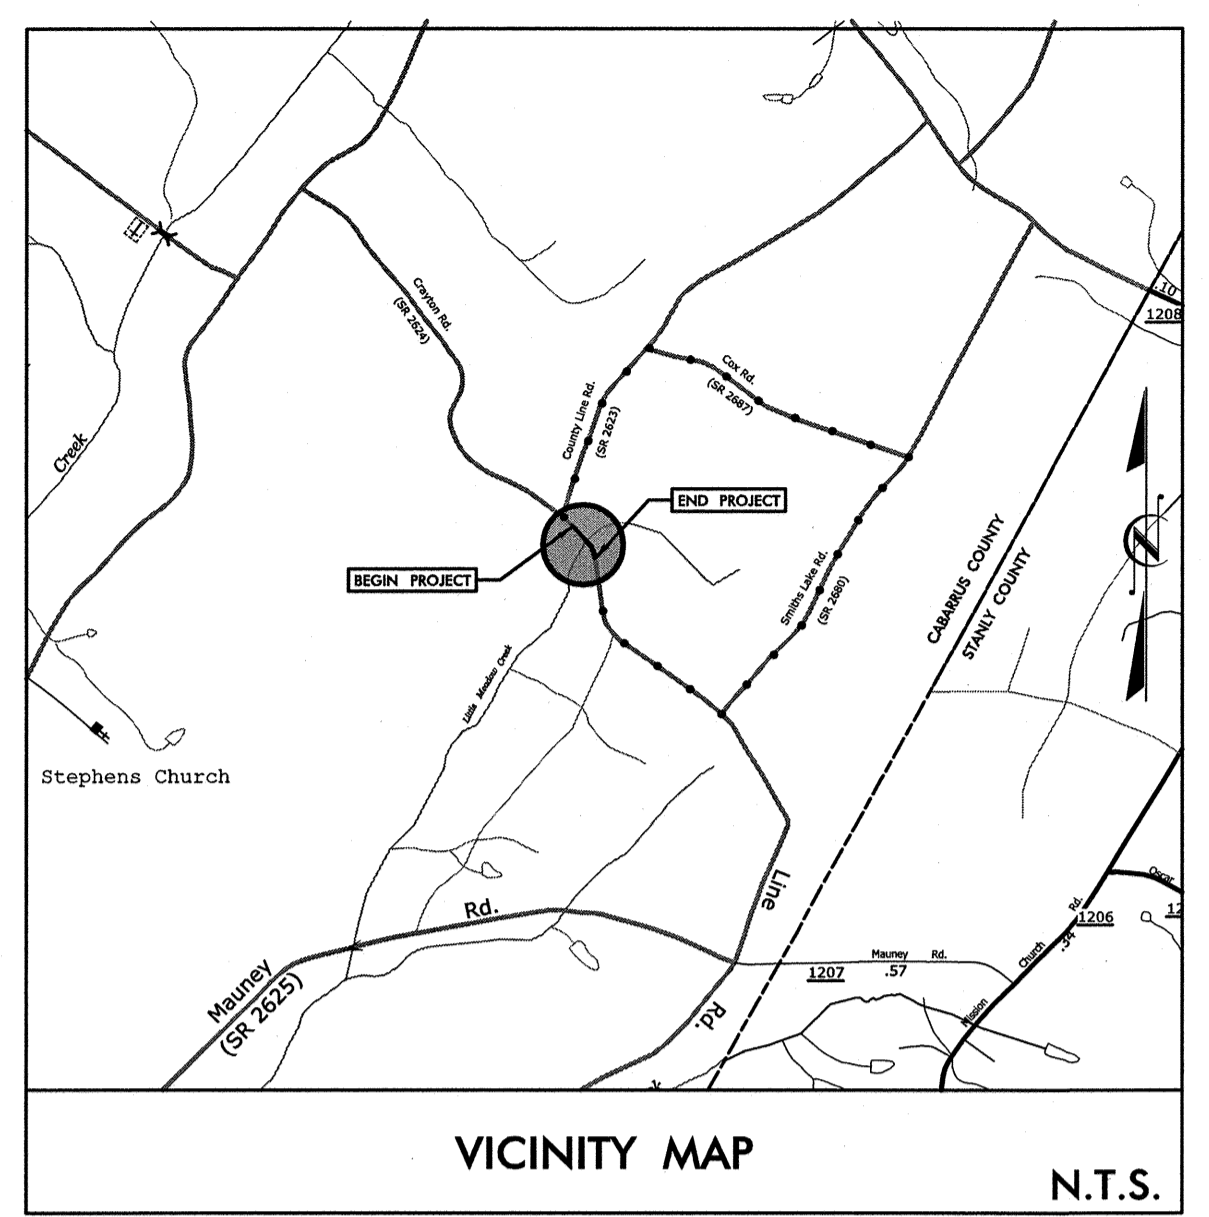 .10
1208
Crayton Rd.
(SR 2624)
Cox Rd.
(SR 2687)
County Line Rd.
(SR 2623)
Creek
END PROJECT
BEGIN PROJECT
CABARRUS COUNTY
STANLY COUNTY
Smiths Lake Rd.
(SR 2680)
Little Meadow Creek
Stephens Church
Line
Rd.
Oscar
12
Rd.
1206
.34
Church
Mission
Mauney Rd.
1207
.57
Rd.
Mauney
(SR 2625)
VICINITY MAP
N.T.S.